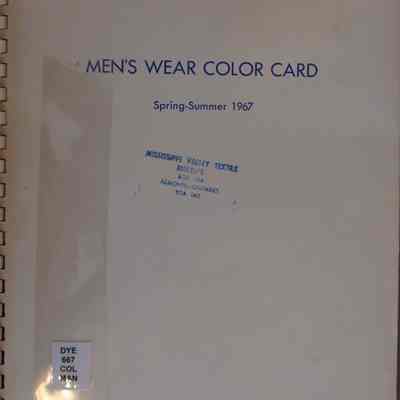 MEN'S WEAR COLOR CARD
Spring-Summer 1967
MISSISSIPPI VALLEY TEXTILE
DYE
667
COL
MAN